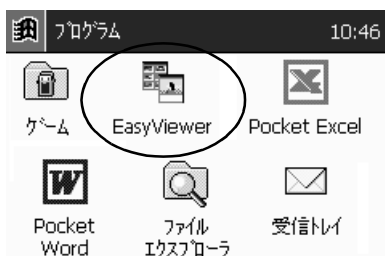 ﾌﾟﾛｸﾞﾗﾑ 10:46
ｹﾞｰﾑ EasyViewer Pocket Excel
Pocket Word
ﾌｧｲﾙ ｴｸｽﾌﾟﾛｰﾗ
受信ﾄﾚｲ